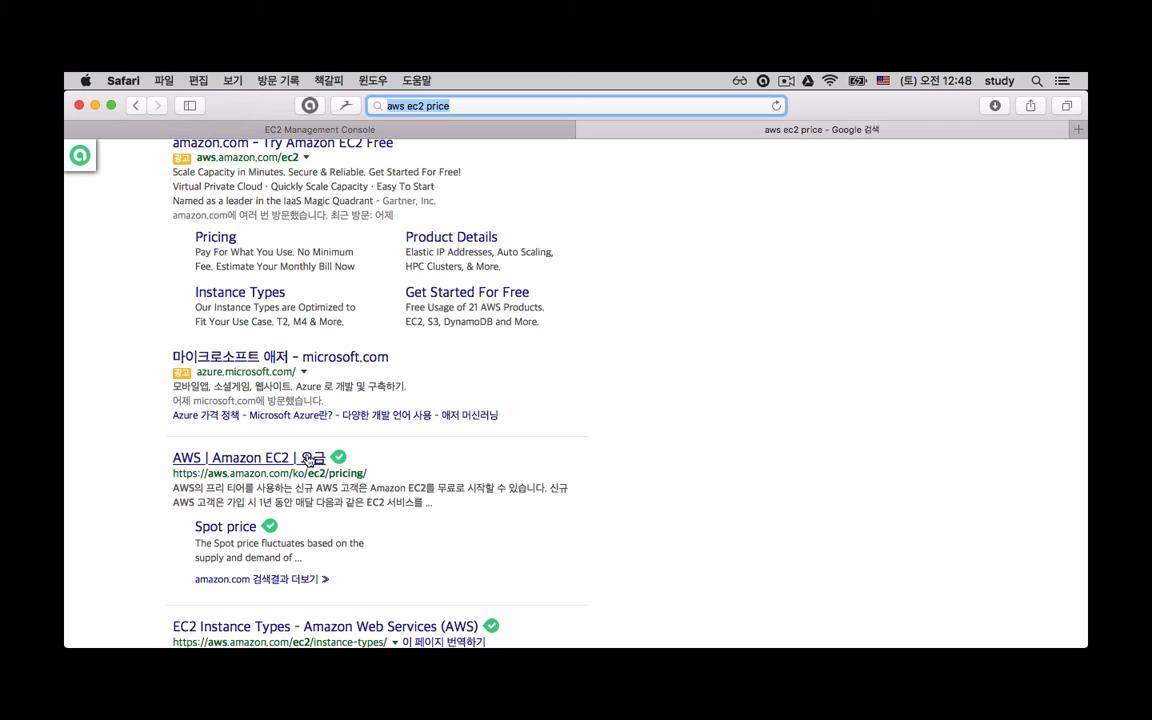 Safari 파일 편집 보기 방문 기록 책갈피 윈도우 도움말 (토) 오전 12:48 study
aws ec2 price
EC2 Management Console
aws ec2 price - Google 검색
amazon.com - Try Amazon EC2 Free
광고 aws.amazon.com/ec2
Scale Capacity in Minutes. Secure & Reliable. Get Started For Free!
Virtual Private Cloud · Quickly Scale Capacity · Easy To Start
Named as a leader in the IaaS Magic Quadrant - Gartner, Inc.
amazon.com에 여러 번 방문했습니다. 최근 방문: 어제
Pricing
Pay For What You Use. No Minimum
Fee. Estimate Your Monthly Bill Now
Product Details
Elastic IP Addresses, Auto Scaling,
HPC Clusters, & More.
Instance Types
Our Instance Types are Optimized to
Fit Your Use Case. T2, M4 & More.
Get Started For Free
Free Usage of 21 AWS Products.
EC2, S3, DynamoDB and More.
마이크로소프트 애저 - microsoft.com
광고 azure.microsoft.com/
모바일앱, 소셜게임, 웹사이트. Azure 로 개발 및 구축하기.
어제 microsoft.com에 방문했습니다.
Azure 가격 정책 - Microsoft Azure란? - 다양한 개발 언어 사용 - 애저 머신러닝
AWS | Amazon EC2 | 요금
https://aws.amazon.com/ko/ec2/pricing/
AWS의 프리 티어를 사용하는 신규 AWS 고객은 Amazon EC2를 무료로 시작할 수 있습니다. 신규
AWS 고객은 가입 시 1년 동안 매달 다음과 같은 EC2 서비스를 ...
Spot price
The Spot price fluctuates based on the
supply and demand of ...
amazon.com 검색결과 더보기 »
EC2 Instance Types - Amazon Web Services (AWS)
https://aws.amazon.com/ec2/instance-types/ 이 페이지 번역하기